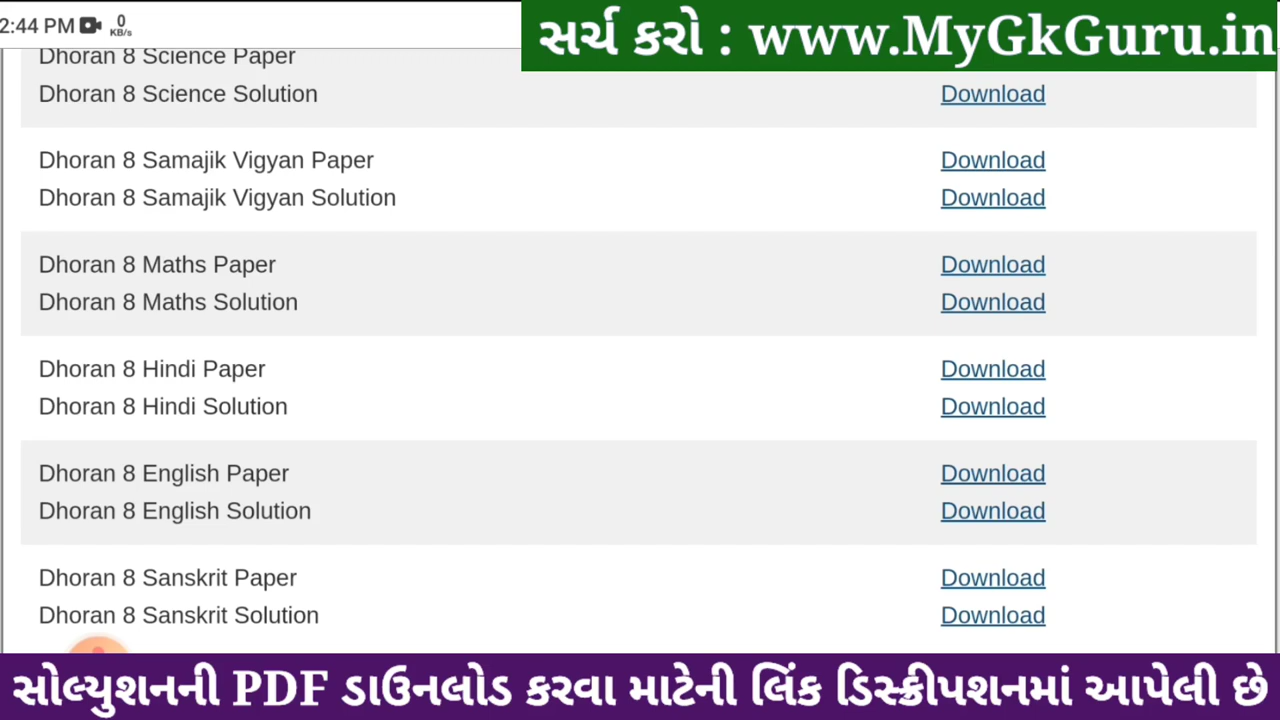 2:44 PM 0 KB/s
સર્ચ કરો : www.MyGkGuru.in
Dhoran 8 Science Paper
Dhoran 8 Science Solution Download
Dhoran 8 Samajik Vigyan Paper Download
Dhoran 8 Samajik Vigyan Solution Download
Dhoran 8 Maths Paper Download
Dhoran 8 Maths Solution Download
Dhoran 8 Hindi Paper Download
Dhoran 8 Hindi Solution Download
Dhoran 8 English Paper Download
Dhoran 8 English Solution Download
Dhoran 8 Sanskrit Paper Download
Dhoran 8 Sanskrit Solution Download
સોલ્યુશનની PDF ડાઉનલોડ કરવા માટેની લિંક ડિસ્ક્રીપશનમાં આપેલી છે